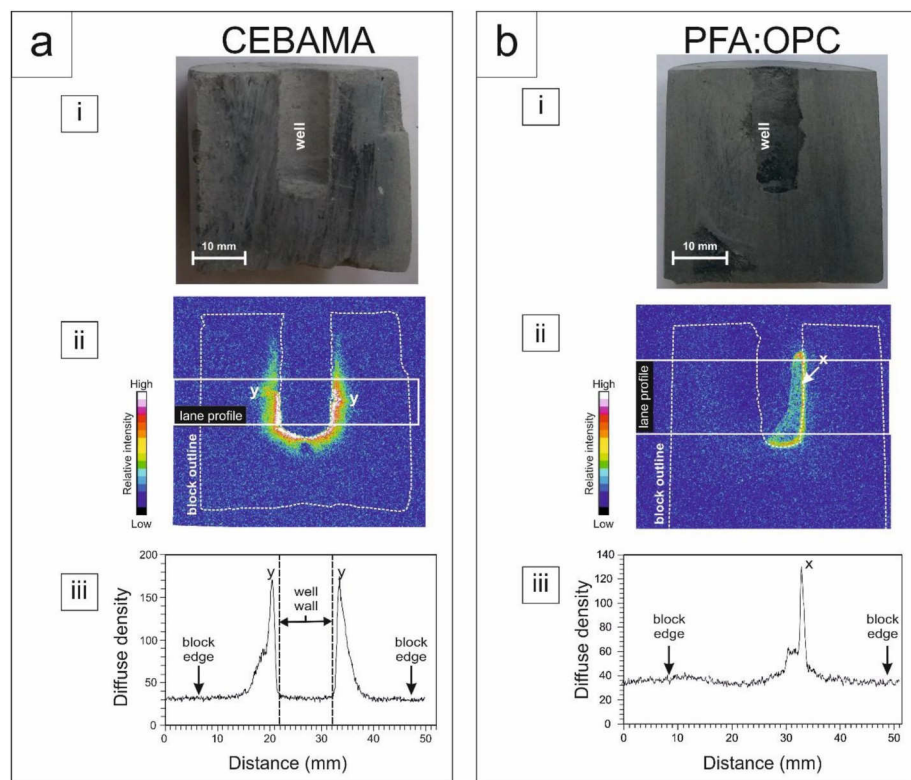 a
CEBAMA
i
well
10 mm
ii
High
Relative intensity
Low
lane profile
block outline
y
y
iii
200
150
100
50
0
Diffuse density
y
y
well
wall
block
edge
block
edge
0
10
20
30
40
50
Distance (mm)
b
PFA:OPC
i
well
10 mm
ii
High
Relative intensity
Low
lane profile
block outline
x
iii
140
120
100
80
60
40
20
0
Diffuse density
x
block
edge
block
edge
0
10
20
30
40
50
Distance (mm)